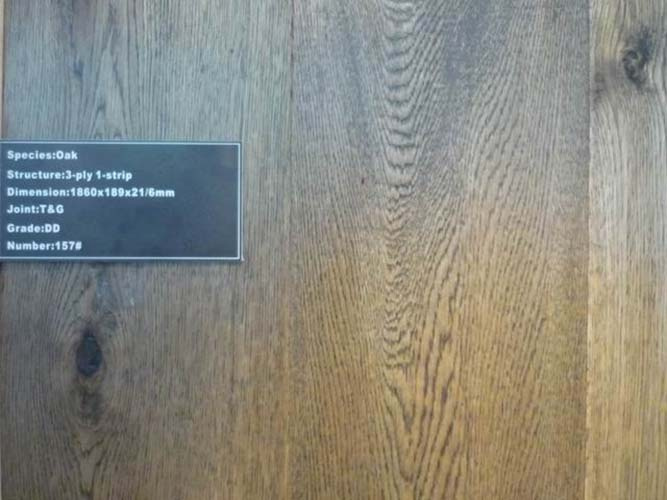 Species:Oak
Structure:3-ply 1-strip
Dimension:1860x189x21/6mm
Joint:T&G
Grade:DD
Number:157#